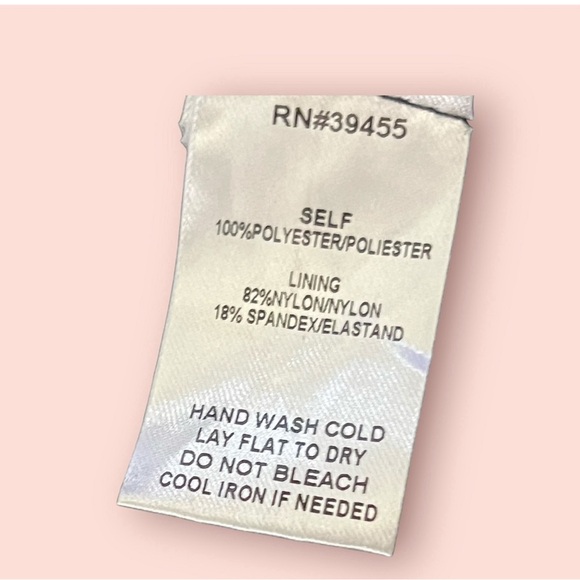 RN#39455
SELF
100%POLYESTER/POLIESTER
LINING
82%NYLON/NYLON
18% SPANDEX/ELASTAND
HAND WASH COLD
LAY FLAT TO DRY
DO NOT BLEACH
COOL IRON IF NEEDED